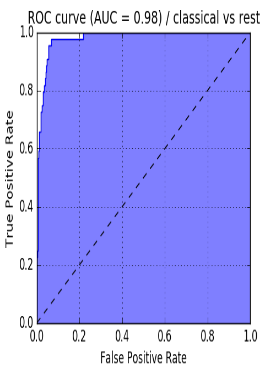 ROC curve (AUC = 0.98) / classical vs rest
True Positive Rate
1.0
0.8
0.6
0.4
0.2
0.0
0.0 0.2 0.4 0.6 0.8 1.0
False Positive Rate